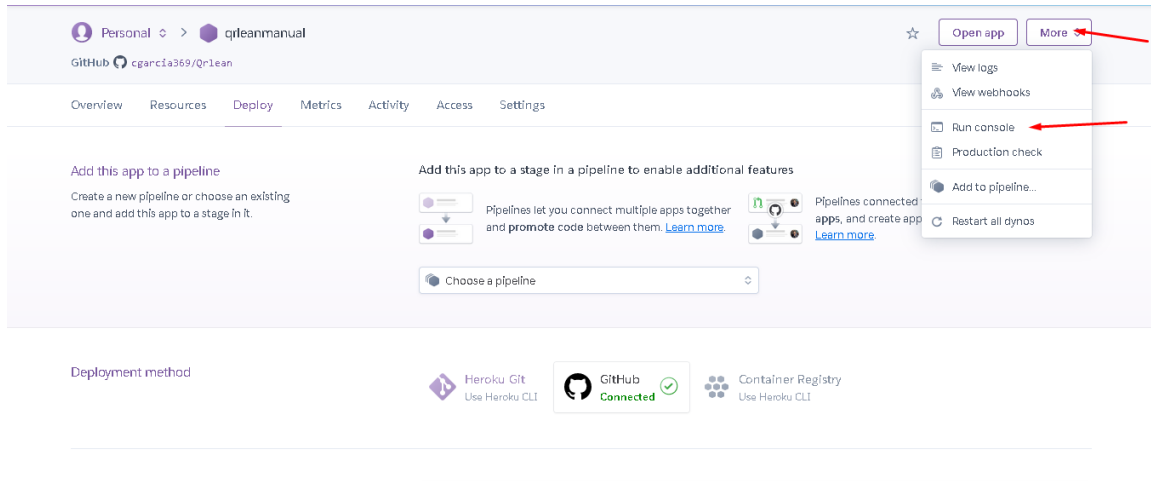 Personal > qrleanmanual
Open app
More
GitHub cgarcia369/Qrlean
View logs
View webhooks
Run console
Production check
Add to pipeline...
Restart all dynos
Overview Resources Deploy Metrics Activity Access Settings
Add this app to a pipeline
Create a new pipeline or choose an existing
one and add this app to a stage in it.
Add this app to a stage in a pipeline to enable additional features
Pipelines let you connect multiple apps together
and promote code between them. Learn more.
Pipelines connected
apps, and create app
Learn more.
Choose a pipeline
Deployment method
Heroku Git
Use Heroku CLI
GitHub
Connected
Container Registry
Use Heroku CLI